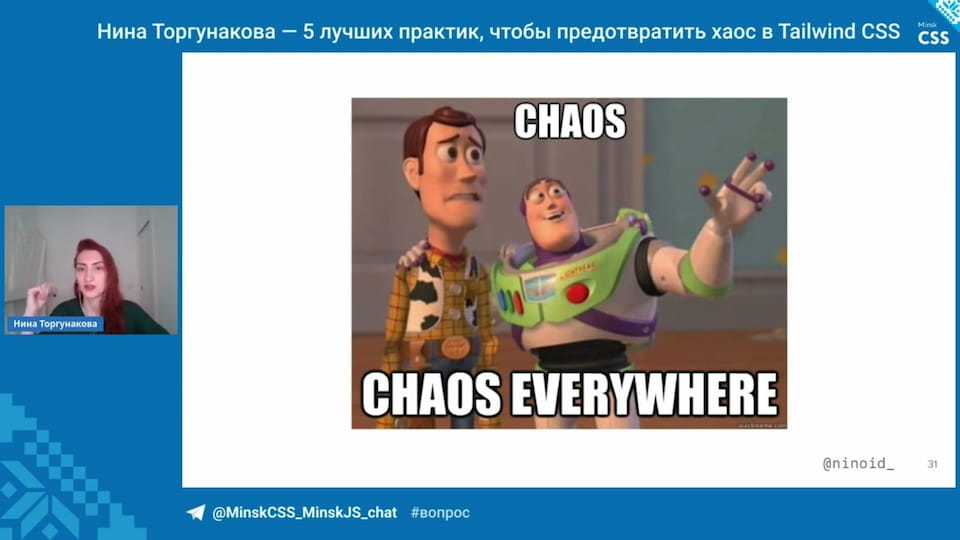 Нина Торгунакова — 5 лучших практик, чтобы предотвратить хаос в Tailwind CSS
Minsk
CSS
CHAOS
LIGHTYEAR
CHAOS EVERYWHERE
Нина Торгунакова
@ninoid_
31
@MinskCSS_MinskJS_chat #вопрос